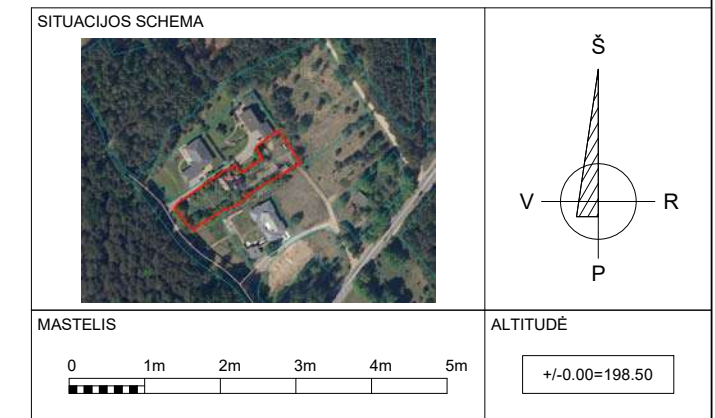 SITUACIJOS SCHEMA
Š
V R
P
MASTELIS
0 1m 2m 3m 4m 5m
ALTITUDĖ
+/-0.00=198.50